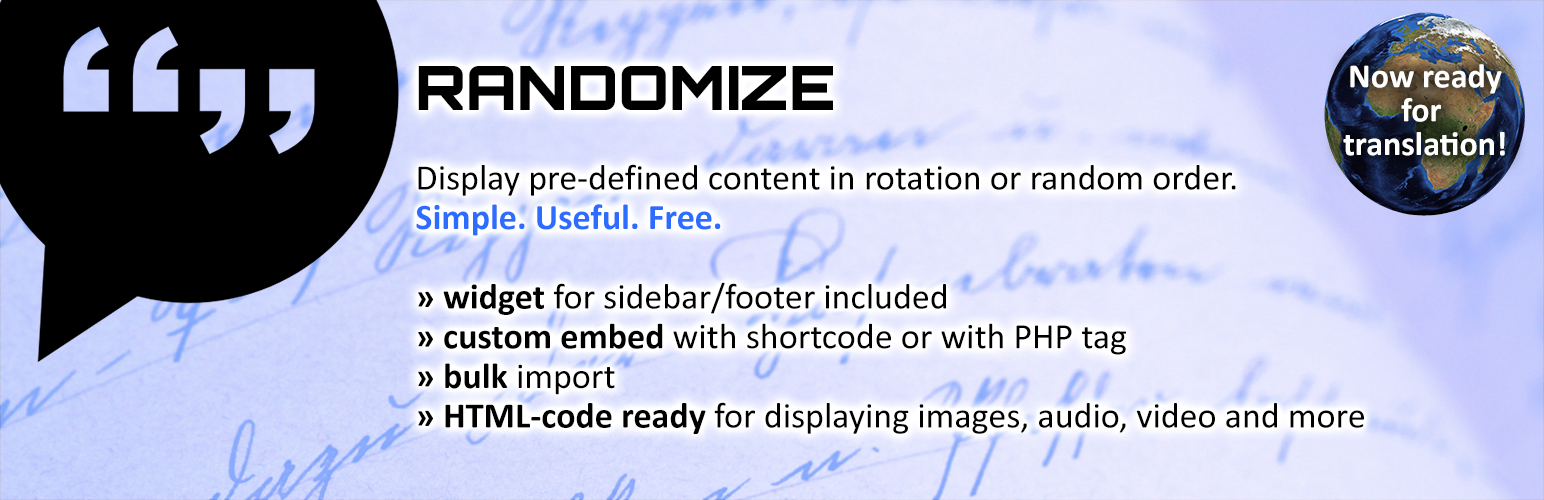 RANDOMIZE
Display pre-defined content in rotation or random order.
Simple. Useful. Free.
» widget for sidebar/footer included
» custom embed with shortcode or with PHP tag
» bulk import
» HTML-code ready for displaying images, audio, video and more
Now ready
for
translation!